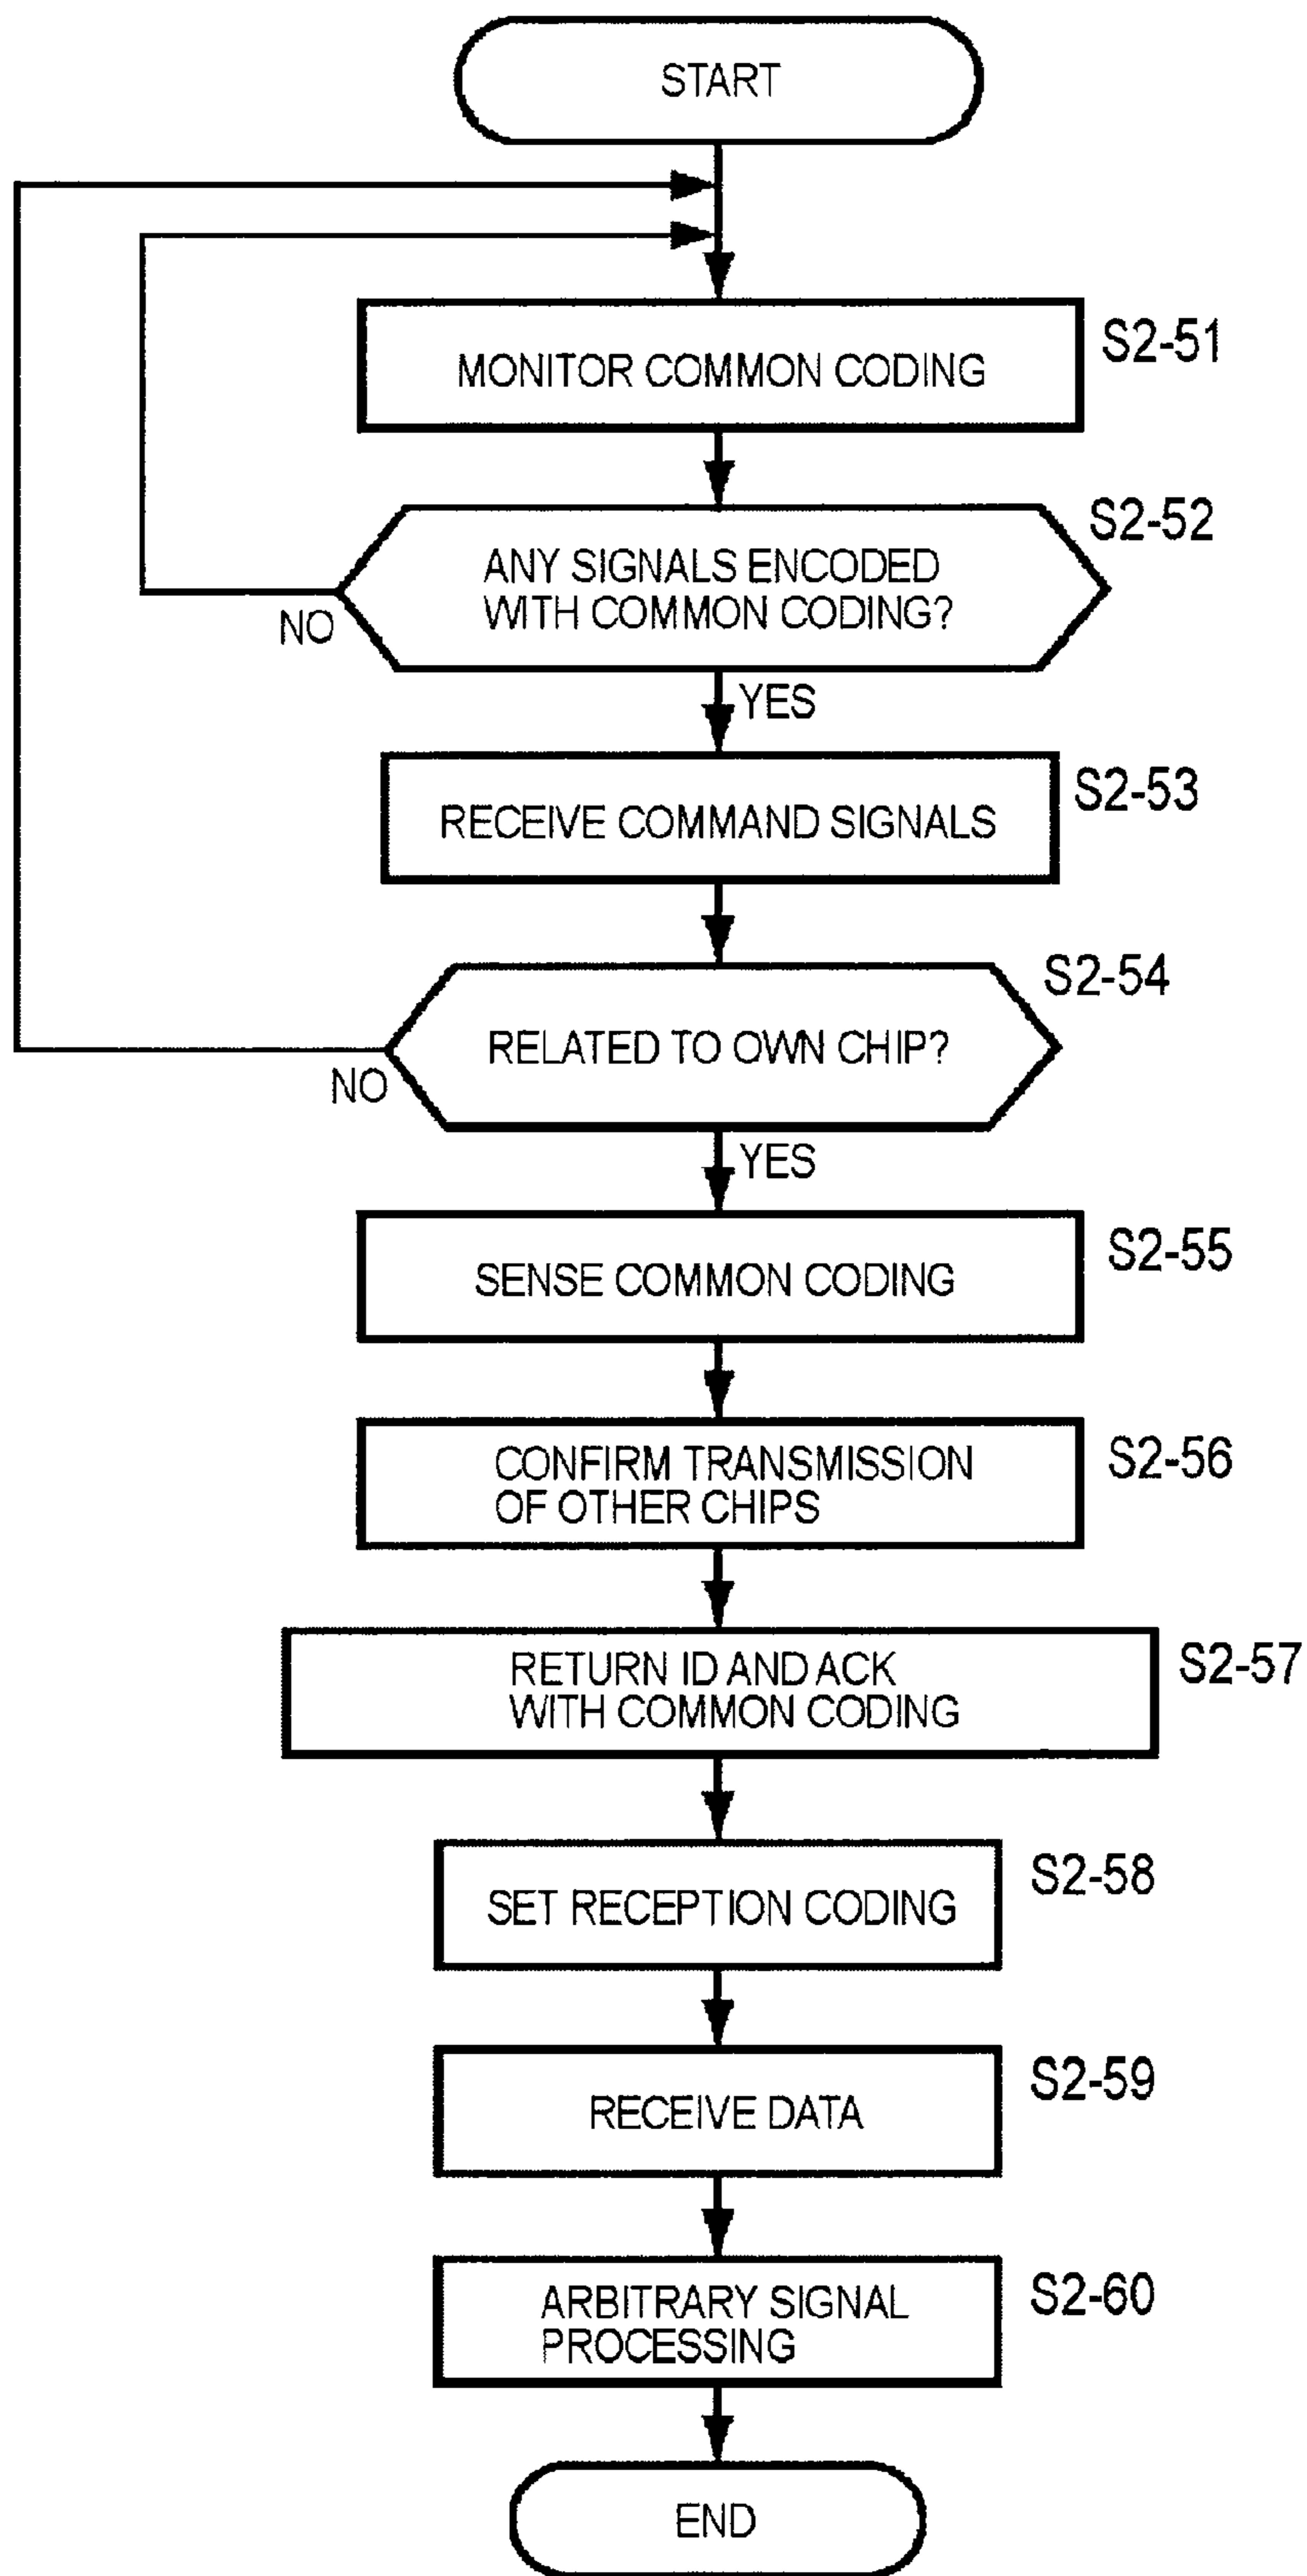 START
MONITOR COMMON CODING
S2-51
ANY SIGNALS ENCODED
WITH COMMON CODING?
S2-52
NO
YES
RECEIVE COMMAND SIGNALS
S2-53
RELATED TO OWN CHIP?
S2-54
NO
YES
SENSE COMMON CODING
S2-55
CONFIRM TRANSMISSION
OF OTHER CHIPS
S2-56
RETURN ID AND ACK
WITH COMMON CODING
S2-57
SET RECEPTION CODING
S2-58
RECEIVE DATA
S2-59
ARBITRARY SIGNAL
PROCESSING
S2-60
END